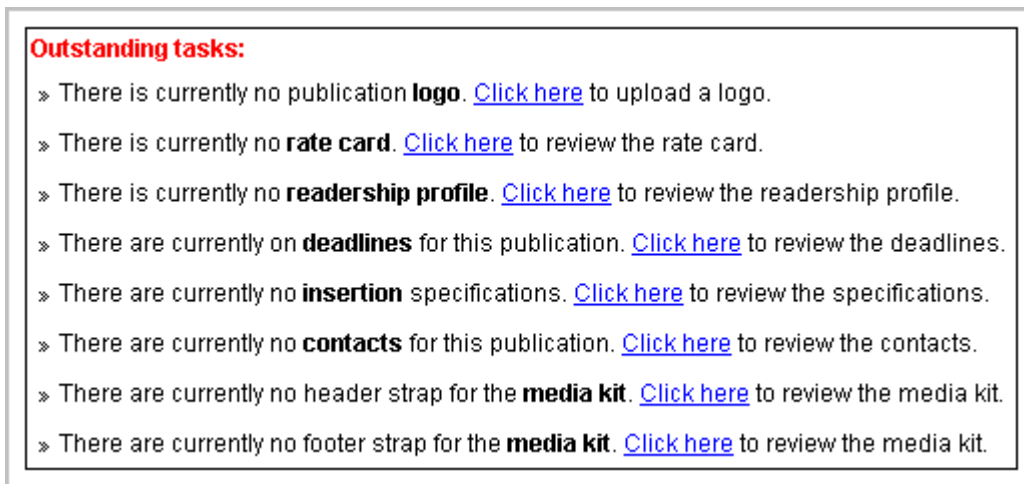 Outstanding tasks:
» There is currently no publication logo. Click here to upload a logo.
» There is currently no rate card. Click here to review the rate card.
» There is currently no readership profile. Click here to review the readership profile.
» There are currently on deadlines for this publication. Click here to review the deadlines.
» There are currently no insertion specifications. Click here to review the specifications.
» There are currently no contacts for this publication. Click here to review the contacts.
» There are currently no header strap for the media kit. Click here to review the media kit.
» There are currently no footer strap for the media kit. Click here to review the media kit.